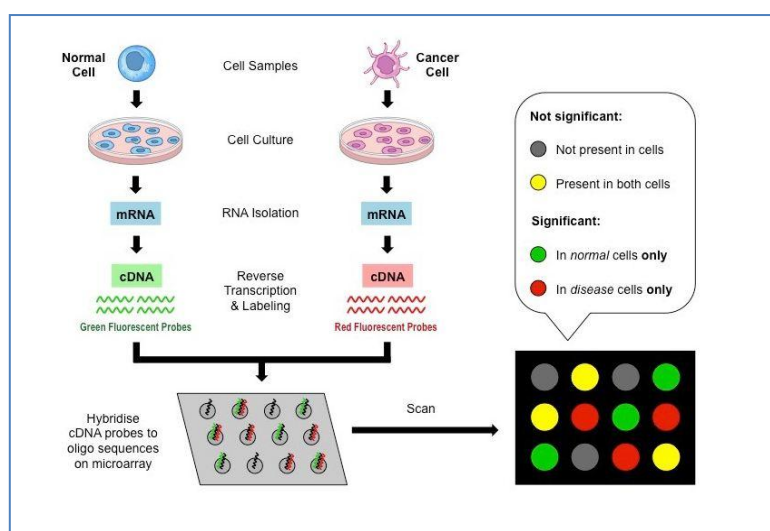 Normal
Cell
Cell Samples
Cancer
Cell
Cell Culture
mRNA
RNA Isolation
mRNA
cDNA
Reverse
Transcription
& Labeling
cDNA
Green Fluorescent Probes
Red Fluorescent Probes
Hybridise
cDNA probes to
oligo sequences
on microarray
Scan
Not significant:
Not present in cells
Present in both cells
Significant:
In normal cells only
In disease cells only